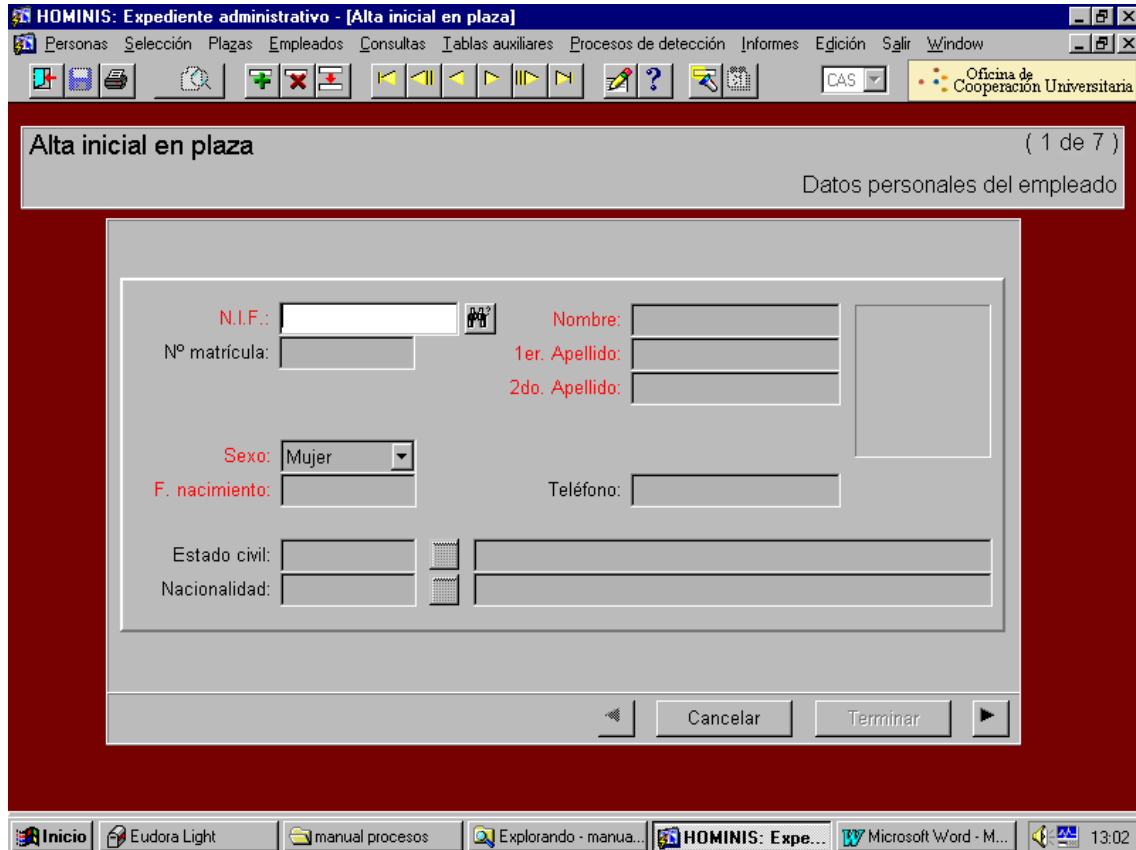 HOMINIS: Expediente administrativo - [Alta inicial en plaza]
Personas Selección Plazas Empleados Consultas Tablas auxiliares Procesos de detección Informes Edición Salir Window
CAS
Oficina de
Cooperación Universitaria
Alta inicial en plaza
( 1 de 7 )
Datos personales del empleado
N.I.F.:
Nombre:
Nº matrícula:
1er. Apellido:
2do. Apellido:
Sexo: Mujer
F. nacimiento:
Teléfono:
Estado civil:
Nacionalidad:
Cancelar
Terminar
Inicio
Eudora Light
manual procesos
Explorando - manua...
HOMINIS: Expe...
Microsoft Word - M...
13:02